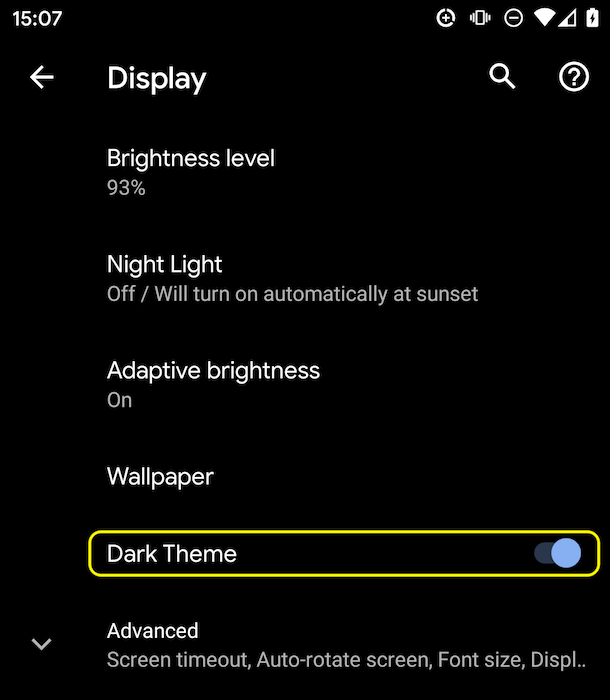 15:07
Display
Brightness level
93%
Night Light
Off / Will turn on automatically at sunset
Adaptive brightness
On
Wallpaper
Dark Theme
Advanced
Screen timeout, Auto-rotate screen, Font size, Displ..